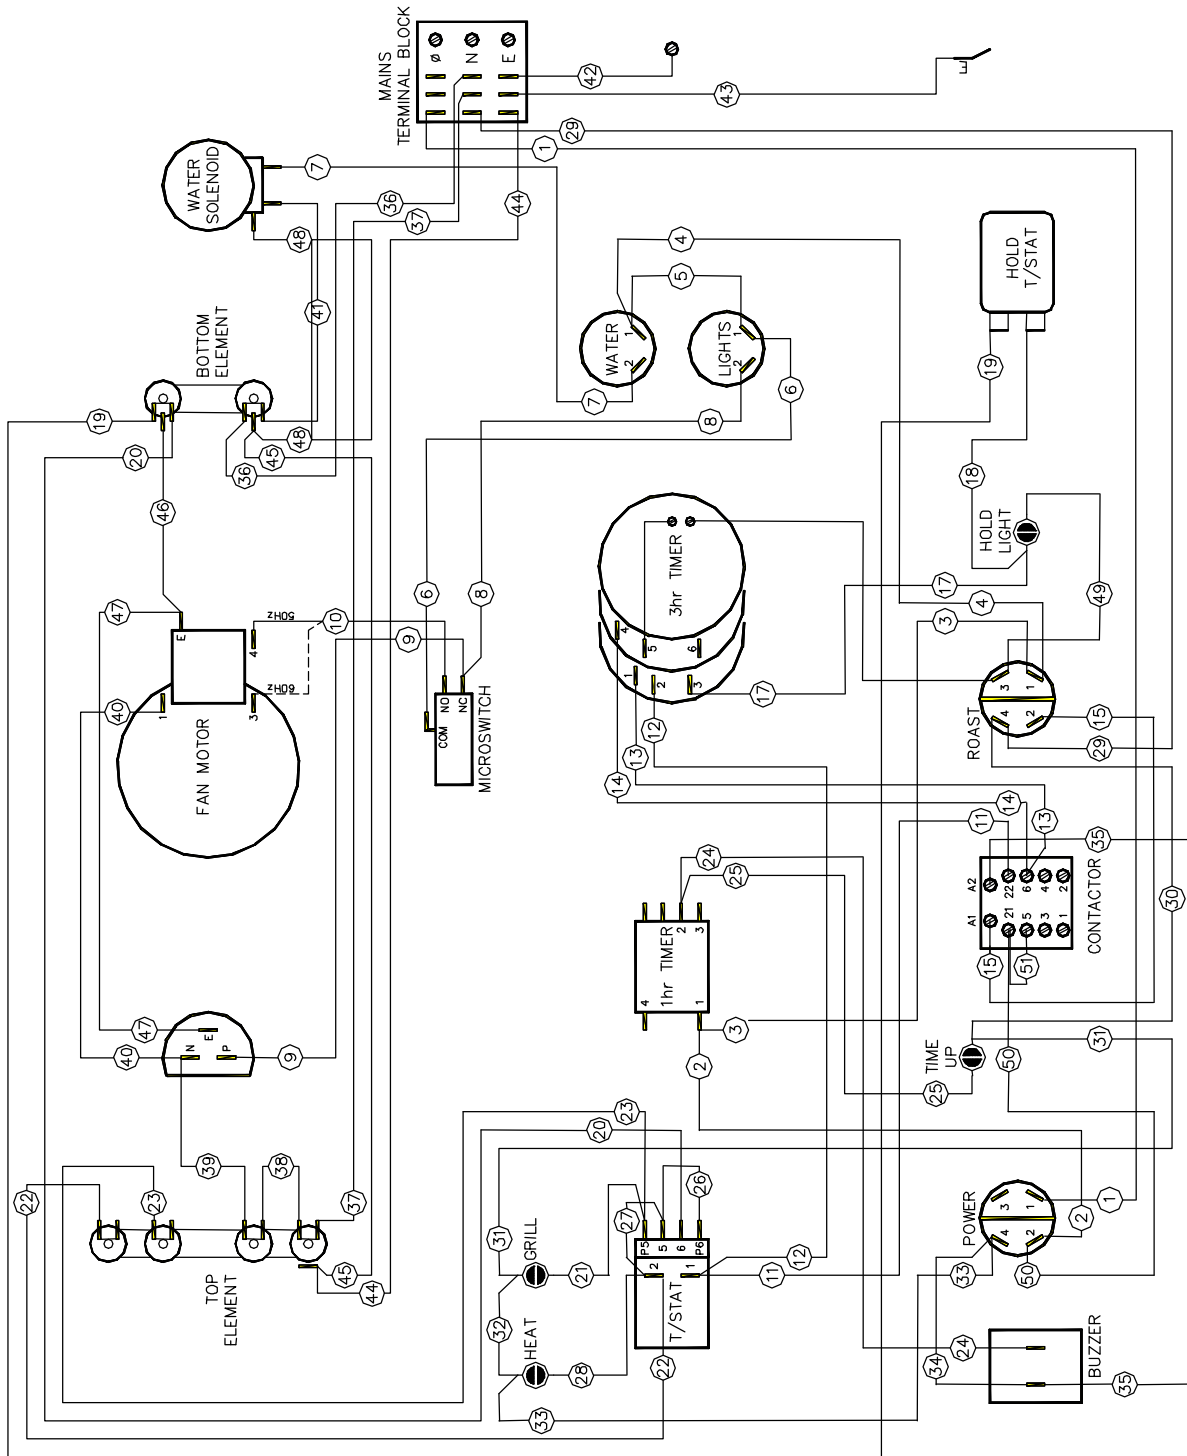 MAINS
TERMINAL BLOCK
Ø
N
E
42
43
E
29
1
WATER
SOLENOID
7
36
37
44
48
41
4
5
BOTTOM
ELEMENT
WATER
1
2
LIGHTS
1
2
HOLD
T/STAT
19
20
36
45
48
7
8
6
19
18
46
47
FAN MOTOR
E
1
4
3
50Hz
60Hz
10
9
40
6
8
COM
NO
NC
MICROSWITCH
3hr TIMER
4
5
6
1
2
3
HOLD
LIGHT
17
49
4
3
17
12
13
14
ROAST
3
1
4
2
15
29
14
11
13
35
24
25
1hr TIMER
4
1
2
3
CONTACTOR
A1
A2
21
22
5
6
3
4
1
2
15
51
30
47
40
N
E
P
9
3
2
TIME
UP
50
31
25
23
20
22
23
39
38
37
TOP
ELEMENT
45
44
27
26
31
GRILL
21
32
HEAT
28
33
22
T/STAT
P5
5
6
P6
2
1
12
11
POWER
3
1
4
2
1
2
33
50
34
24
35
BUZZER